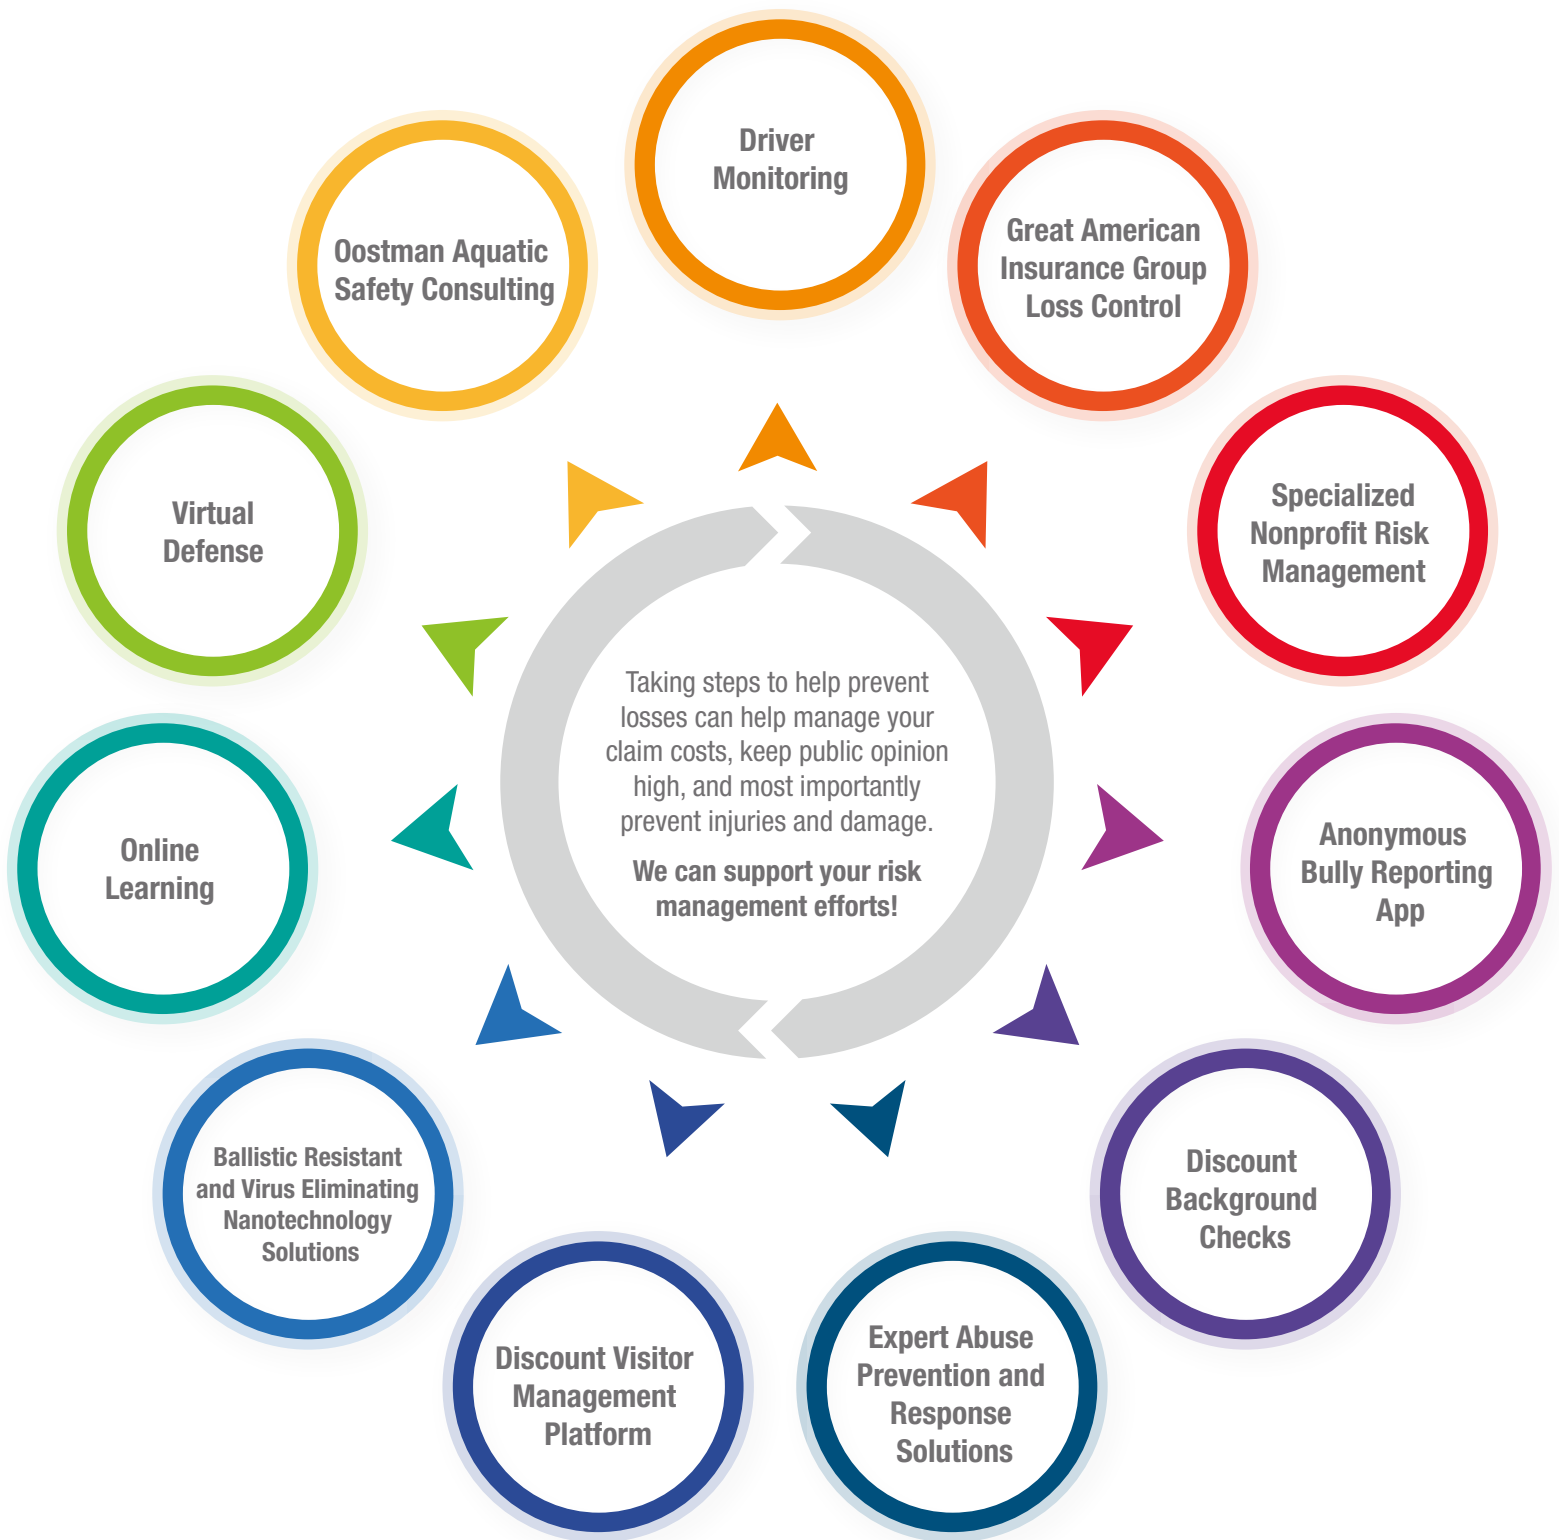 Driver
Monitoring
Great American
Insurance Group
Loss Control
Specialized
Nonprofit Risk
Management
Anonymous
Bully Reporting
App
Discount
Background
Checks
Expert Abuse
Prevention and
Response
Solutions
Discount Visitor
Management
Platform
Ballistic Resistant
and Virus Eliminating
Nanotechnology
Solutions
Online
Learning
Virtual
Defense
Oostman Aquatic
Safety Consulting
Taking steps to help prevent
losses can help manage your
claim costs, keep public opinion
high, and most importantly
prevent injuries and damage.
We can support your risk
management efforts!